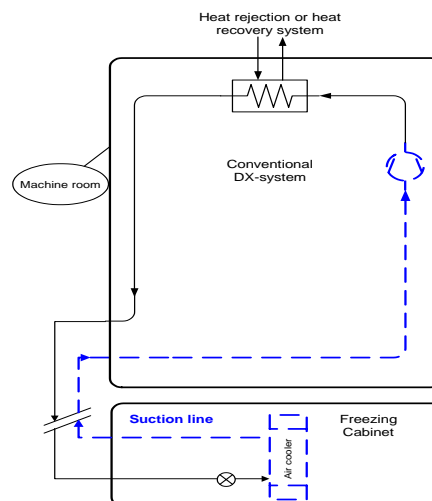 Heat rejection or heat
recovery system
Conventional
DX-system
Machine room
Suction line
Freezing
Cabinet
Air cooler